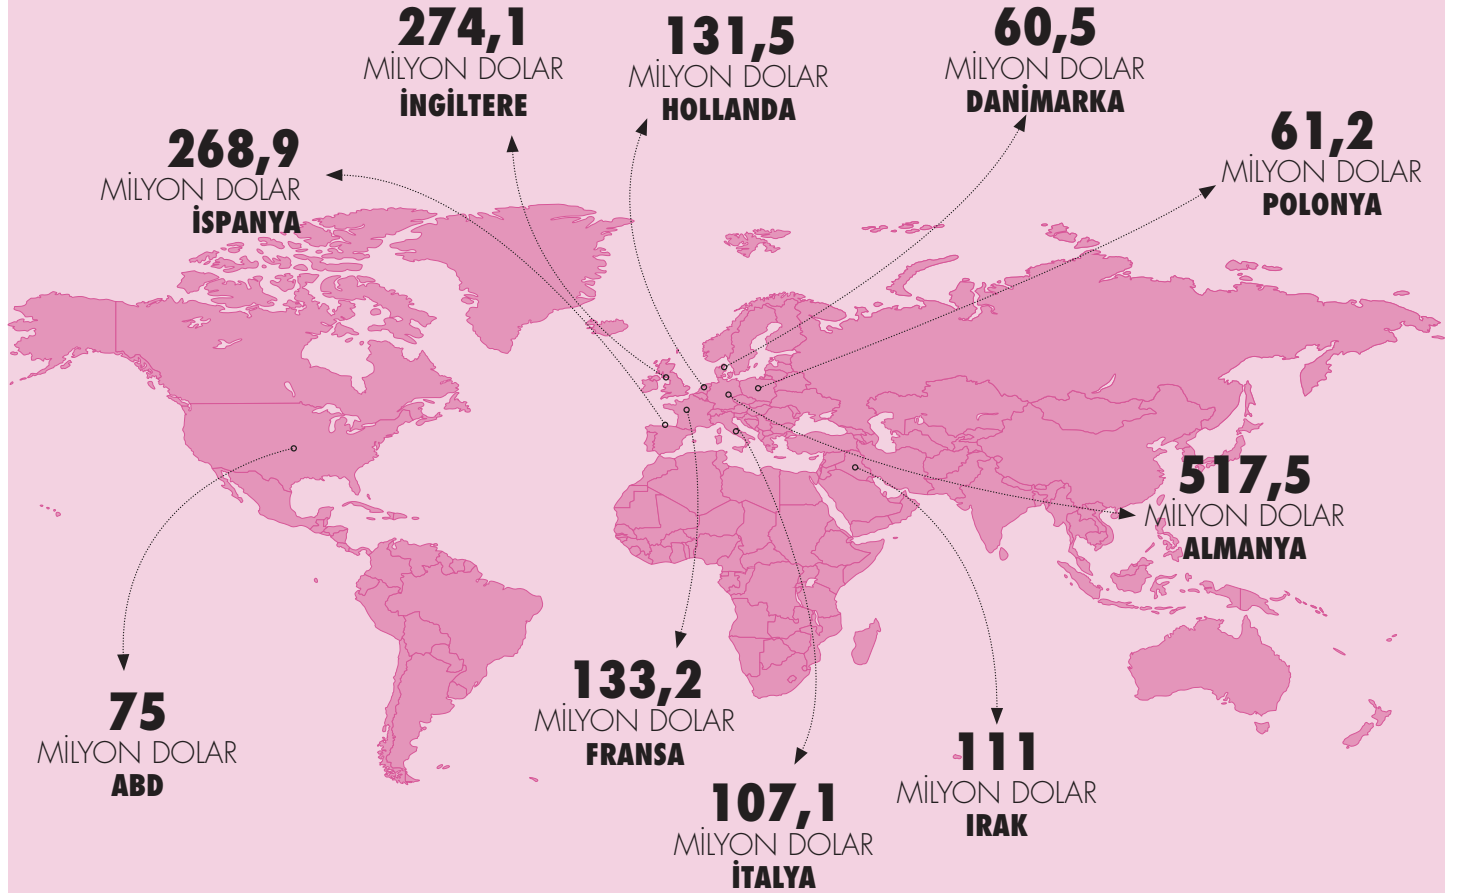 274,1
MİLYON DOLAR
İNGİLTERE
131,5
MİLYON DOLAR
HOLLANDA
60,5
MİLYON DOLAR
DANİMARKA
61,2
MİLYON DOLAR
POLONYA
268,9
MİLYON DOLAR
İSPANYA
517,5
MİLYON DOLAR
ALMANYA
75
MİLYON DOLAR
ABD
133,2
MİLYON DOLAR
FRANSA
107,1
MİLYON DOLAR
İTALYA
111
MİLYON DOLAR
IRAK